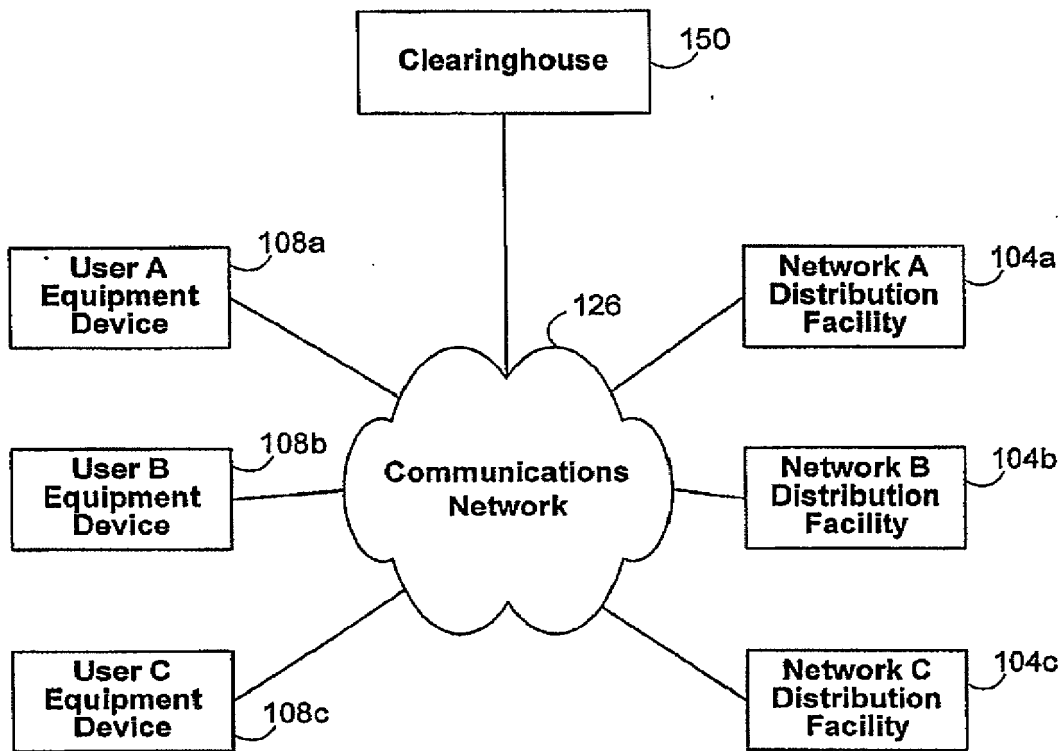 Clearinghouse
150
User A
Equipment
Device
108a
Network A
Distribution
Facility
104a
126
User B
Equipment
Device
108b
Communications
Network
Network B
Distribution
Facility
104b
User C
Equipment
Device
108c
Network C
Distribution
Facility
104c